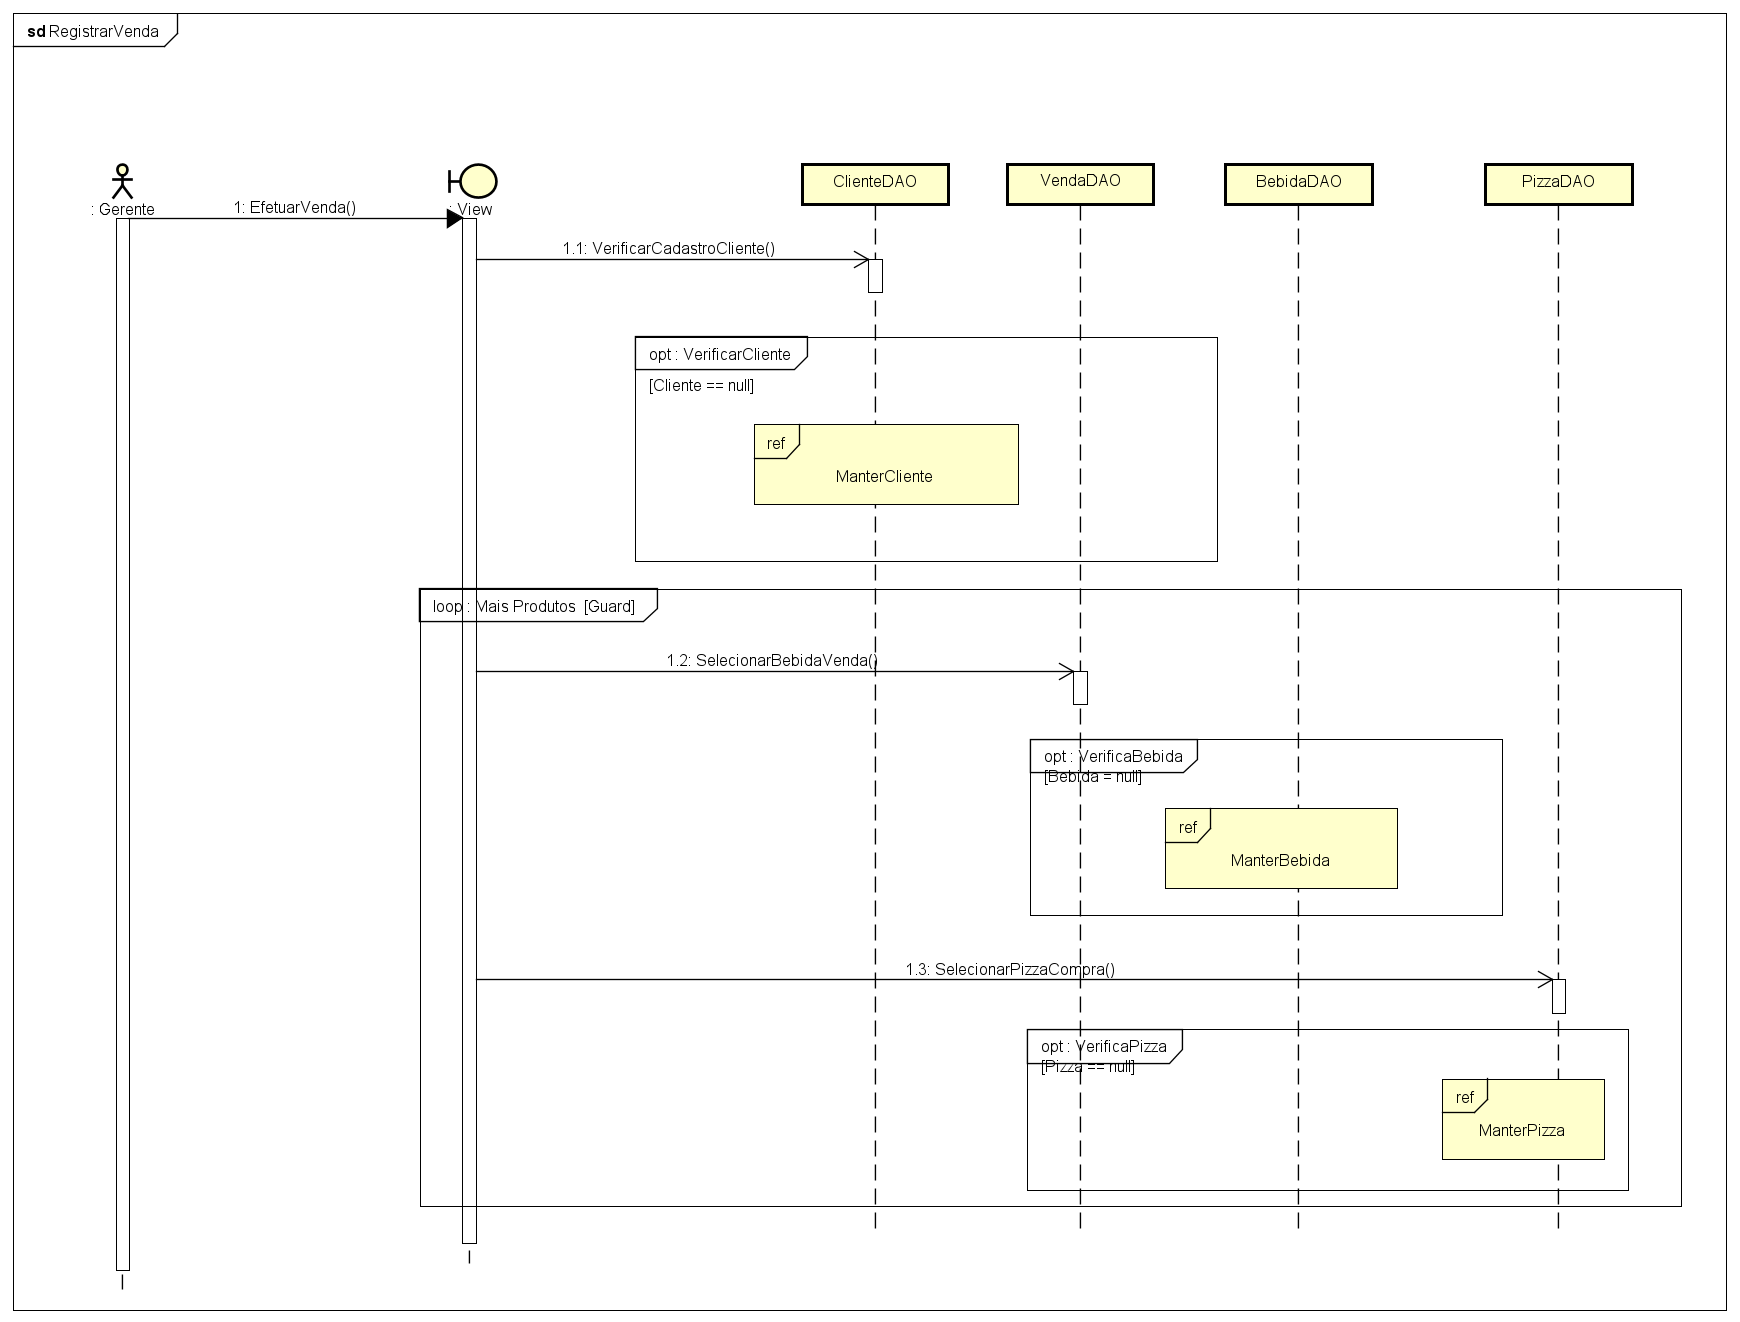 sd RegistrarVenda
ClienteDAO
VendaDAO
BebidaDAO
PizzaDAO
: Gerente
1: EfetuarVenda()
: View
1.1: VerificarCadastroCliente()
opt : VerificarCliente
[Cliente == null]
ref
ManterCliente
loop : Mais Produtos [Guard]
1.2: SelecionarBebidaVenda()
opt : VerificaBebida
[Bebida = null]
ref
ManterBebida
1.3: SelecionarPizzaCompra()
opt : VerificaPizza
[Pizza == null]
ref
ManterPizza